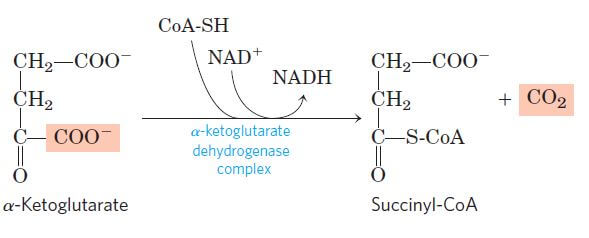 CoA-SH
NAD⁺
NADH
CH₂—COO⁻
CH₂
C—COO⁻
O
α-Ketoglutarate
α-ketoglutarate
dehydrogenase
complex
CH₂—COO⁻
CH₂
C—S-CoA
O
Succinyl-CoA
+ CO₂